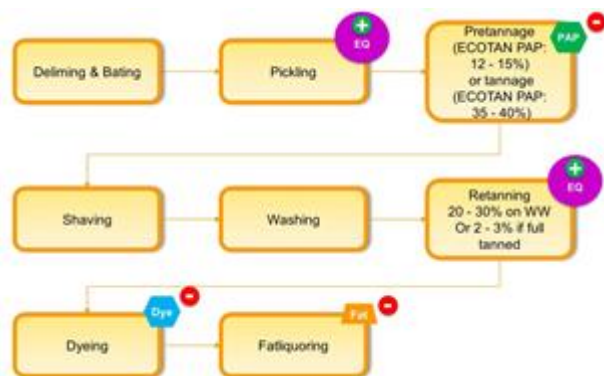 Deliming & Bating
Pickling
+
EQ
Pretannage
(ECOTAN PAP:
12 - 15%)
or tannage
(ECOTAN PAP:
35 - 40%)
PAP
-
Shaving
Washing
Retanning
20 - 30% on WW
Or 2 - 3% if full
tanned
+
EQ
Dyeing
Dye
-
Fatliquoring
Fat
-